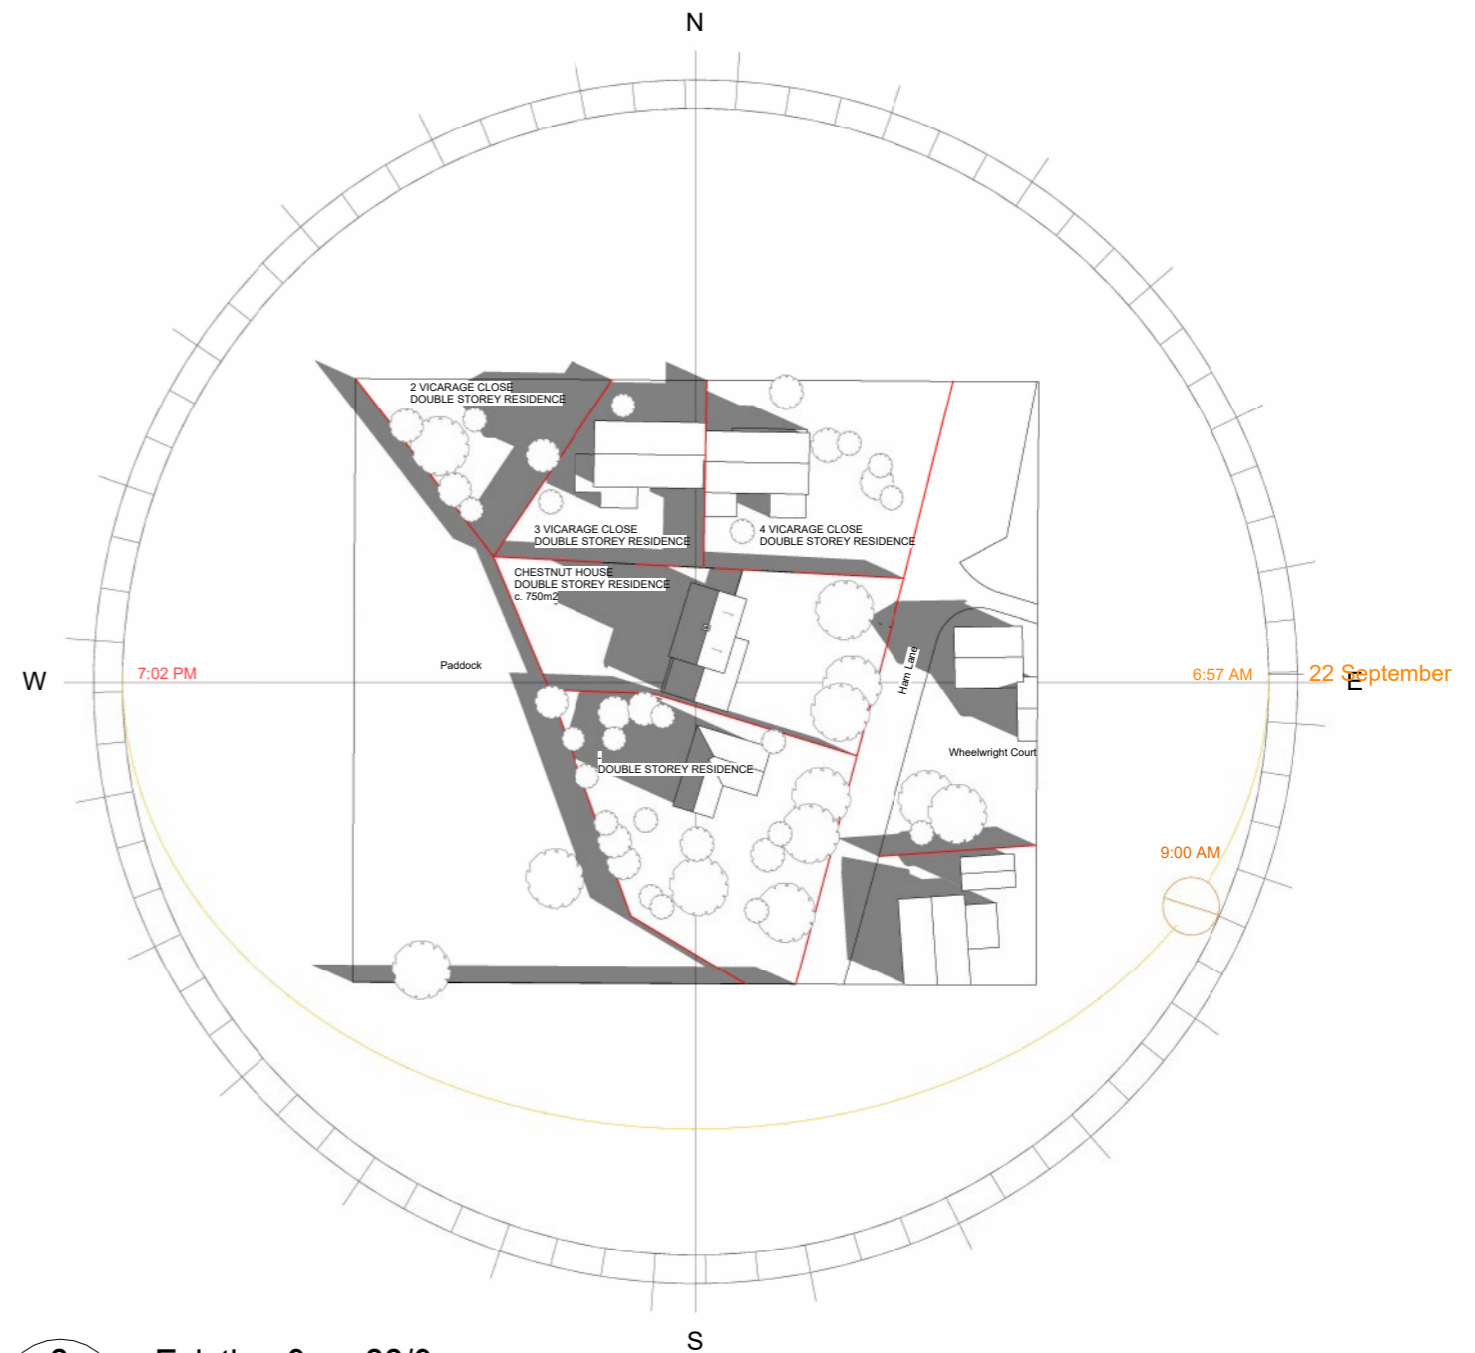 N
2 VICARAGE CLOSE
DOUBLE STOREY RESIDENCE
3 VICARAGE CLOSE
DOUBLE STOREY RESIDENCE
4 VICARAGE CLOSE
DOUBLE STOREY RESIDENCE
CHESTNUT HOUSE
DOUBLE STOREY RESIDENCE
c. 750m2
Ham Lane
Paddock
W
7:02 PM
6:57 AM
22 September
E
Wheelwright Court
DOUBLE STOREY RESIDENCE
9:00 AM
S